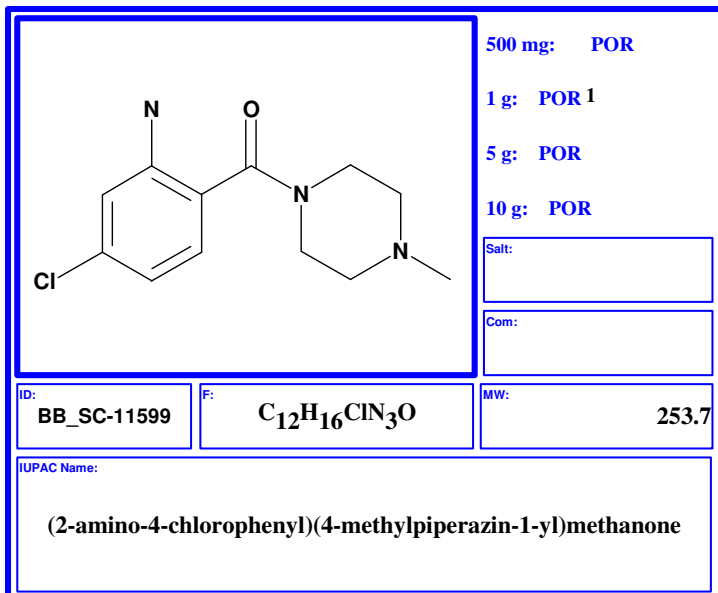 N
O
N
N
Cl
500 mg: POR
1 g: POR 1
5 g: POR
10 g: POR
Salt:
Com:
ID:
BB_SC-11599
F:
C12H16ClN3O
MW:
253.7
IUPAC Name:
(2-amino-4-chlorophenyl)(4-methylpiperazin-1-yl)methanone